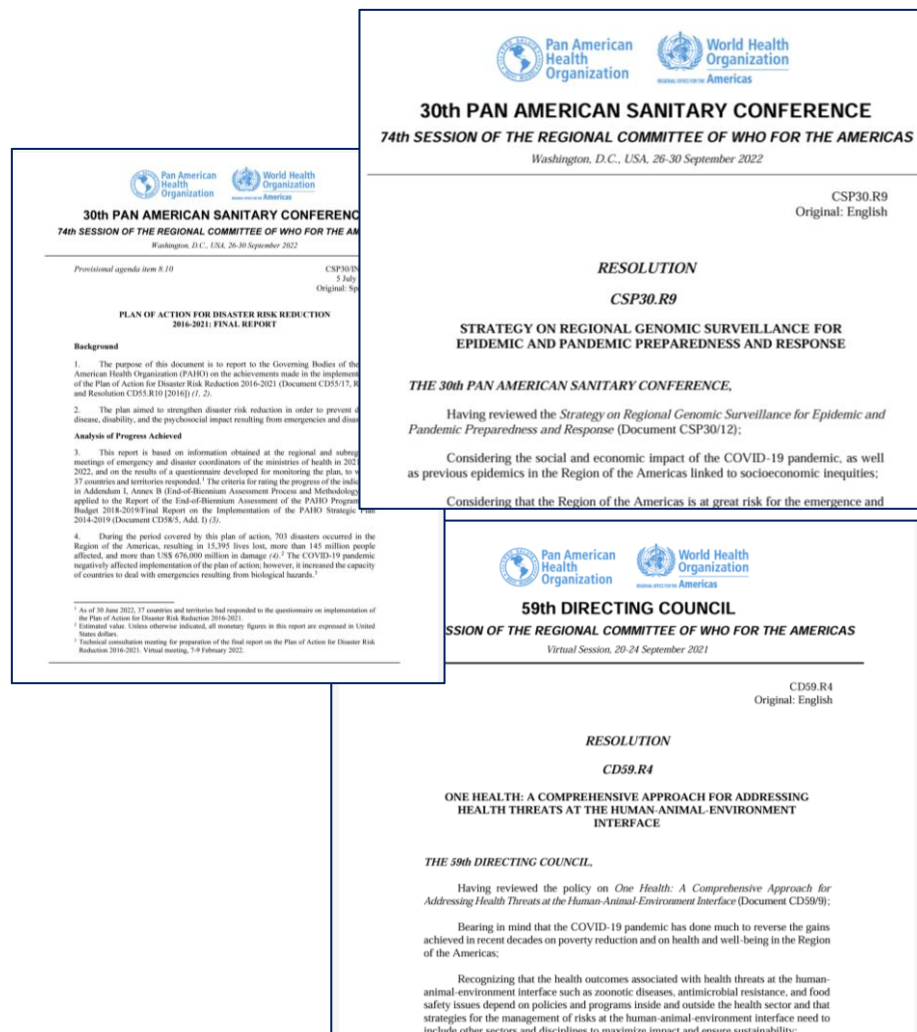 Pan American
Health
Organization
World Health
Organization
REGIONAL OFFICE FOR THE Americas
30th PAN AMERICAN SANITARY CONFERENCE
74th SESSION OF THE REGIONAL COMMITTEE OF WHO FOR THE AMERICAS
Washington, D.C., USA, 26-30 September 2022
CSP30.R9
Original: English
RESOLUTION
CSP30.R9
STRATEGY ON REGIONAL GENOMIC SURVEILLANCE FOR
EPIDEMIC AND PANDEMIC PREPAREDNESS AND RESPONSE
THE 30th PAN AMERICAN SANITARY CONFERENCE,
Having reviewed the Strategy on Regional Genomic Surveillance for Epidemic and
Pandemic Preparedness and Response (Document CSP30/12);
Considering the social and economic impact of the COVID-19 pandemic, as well
as previous epidemics in the Region of the Americas linked to socioeconomic inequities;
Considering that the Region of the Americas is at great risk for the emergence and
Pan American
Health
Organization
World Health
Organization
REGIONAL OFFICE FOR THE Americas
30th PAN AMERICAN SANITARY CONFERENC
74th SESSION OF THE REGIONAL COMMITTEE OF WHO FOR THE AM
Washington, D.C., USA, 26-30 September 2022
Provisional agenda item 8.10
CSP30/IN
5 July
Original: Sp
PLAN OF ACTION FOR DISASTER RISK REDUCTION
2016-2021: FINAL REPORT
Background
1. The purpose of this document is to report to the Governing Bodies of the
American Health Organization (PAHO) on the achievements made in the implement
of the Plan of Action for Disaster Risk Reduction 2016-2021 (Document CD55/17, R
and Resolution CD55.R10 [2016]) (1, 2).
2. The plan aimed to strengthen disaster risk reduction in order to prevent d
disease, disability, and the psychosocial impact resulting from emergencies and disas
Analysis of Progress Achieved
3. This report is based on information obtained at the regional and subreg
meetings of emergency and disaster coordinators of the ministries of health in 202
2022, and on the results of a questionnaire developed for monitoring the plan, to w
37 countries and territories responded.1 The criteria for rating the progress of the indic
in Addendum I, Annex B (End-of-Biennium Assessment Process and Methodology
applied to the Report of the End-of-Biennium Assessment of the PAHO Program
Budget 2018-2019/Final Report on the Implementation of the PAHO Strategic Plan
2014-2019 (Document CD58/5, Add. I) (3).
4. During the period covered by this plan of action, 703 disasters occurred in the
Region of the Americas, resulting in 15,395 lives lost, more than 145 million people
affected, and more than US$ 676,000 million in damage (4).2 The COVID-19 pandemic
negatively affected implementation of the plan of action; however, it increased the capacity
of countries to deal with emergencies resulting from biological hazards.3
1 As of 30 June 2022, 37 countries and territories had responded to the questionnaire on implementation of
the Plan of Action for Disaster Risk Reduction 2016-2021.
2 Estimated value. Unless otherwise indicated, all monetary figures in this report are expressed in United
States dollars.
3 Technical consultation meeting for preparation of the final report on the Plan of Action for Disaster Risk
Reduction 2016-2021. Virtual meeting, 7-9 February 2022.
Pan American
Health
Organization
World Health
Organization
REGIONAL OFFICE FOR THE Americas
59th DIRECTING COUNCIL
SSION OF THE REGIONAL COMMITTEE OF WHO FOR THE AMERICAS
Virtual Session, 20-24 September 2021
CD59.R4
Original: English
RESOLUTION
CD59.R4
ONE HEALTH: A COMPREHENSIVE APPROACH FOR ADDRESSING
HEALTH THREATS AT THE HUMAN-ANIMAL-ENVIRONMENT
INTERFACE
THE 59th DIRECTING COUNCIL,
Having reviewed the policy on One Health: A Comprehensive Approach for
Addressing Health Threats at the Human-Animal-Environment Interface (Document CD59/9);
Bearing in mind that the COVID-19 pandemic has done much to reverse the gains
achieved in recent decades on poverty reduction and on health and well-being in the Region
of the Americas;
Recognizing that the health outcomes associated with health threats at the human-
animal-environment interface such as zoonotic diseases, antimicrobial resistance, and food
safety issues depend on policies and programs inside and outside the health sector and that
strategies for the management of risks at the human-animal-environment interface need to
include other sectors and disciplines to maximize impact and ensure sustainability;